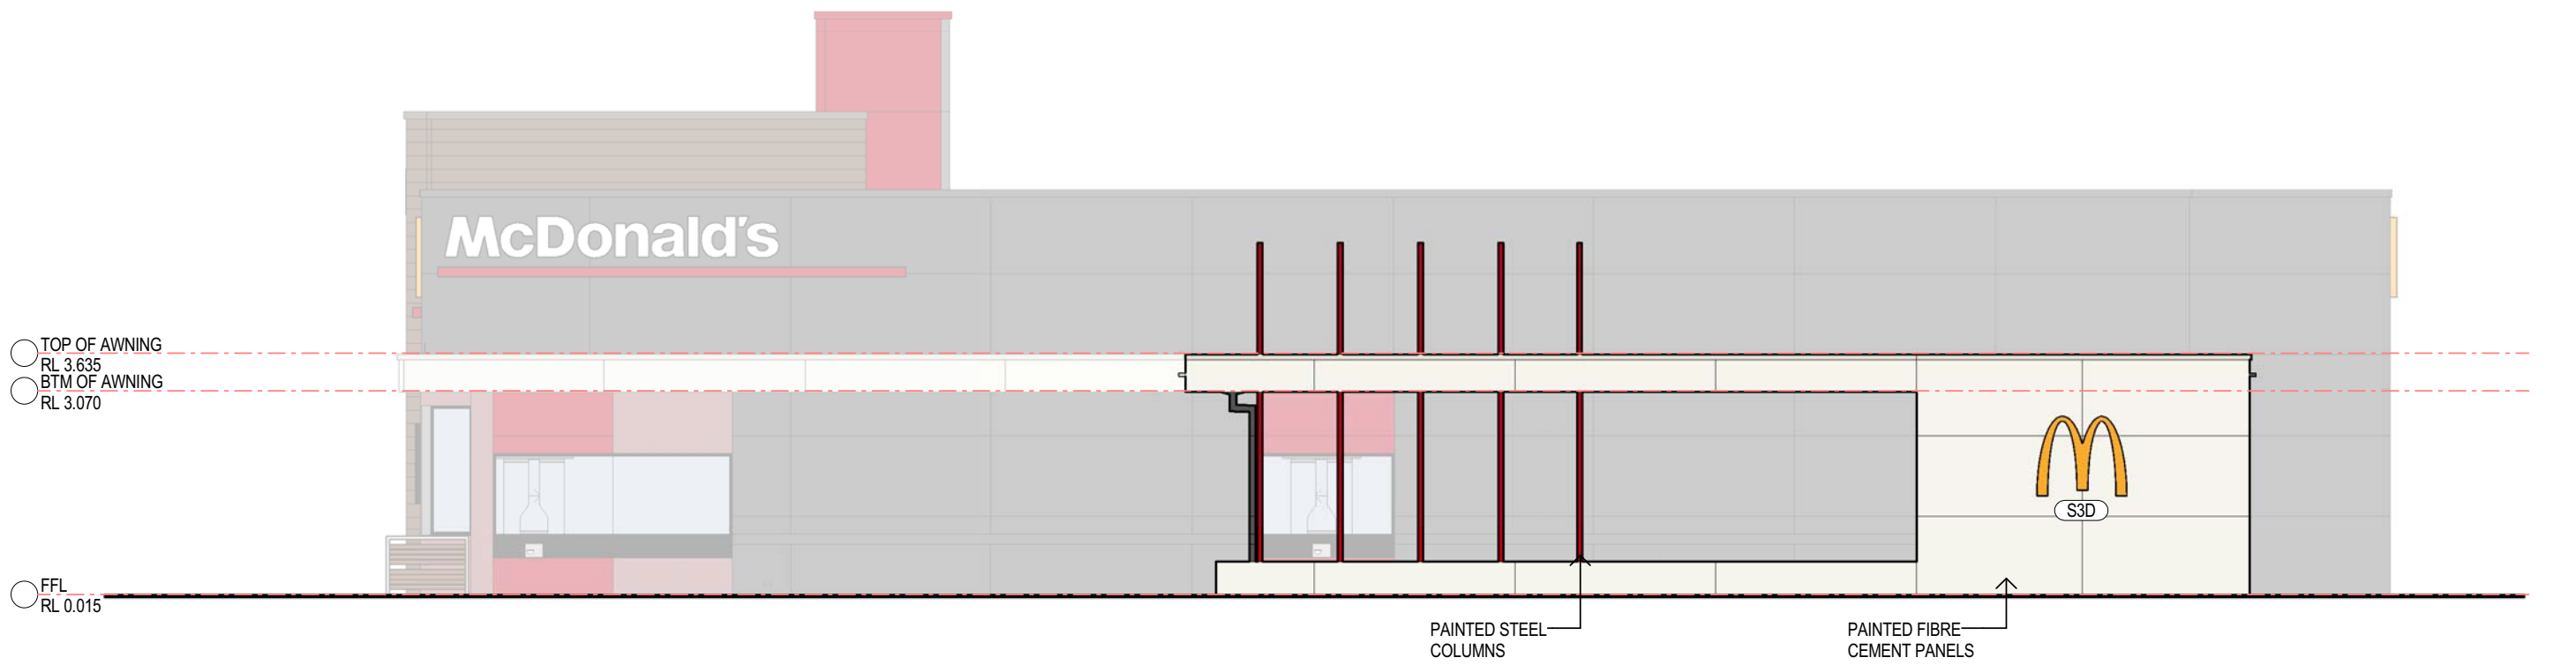 McDonald's
TOP OF AWNING
RL 3.635
BTM OF AWNING
RL 3.070
S3D
FFL
RL 0.015
PAINTED STEEL
COLUMNS
PAINTED FIBRE
CEMENT PANELS